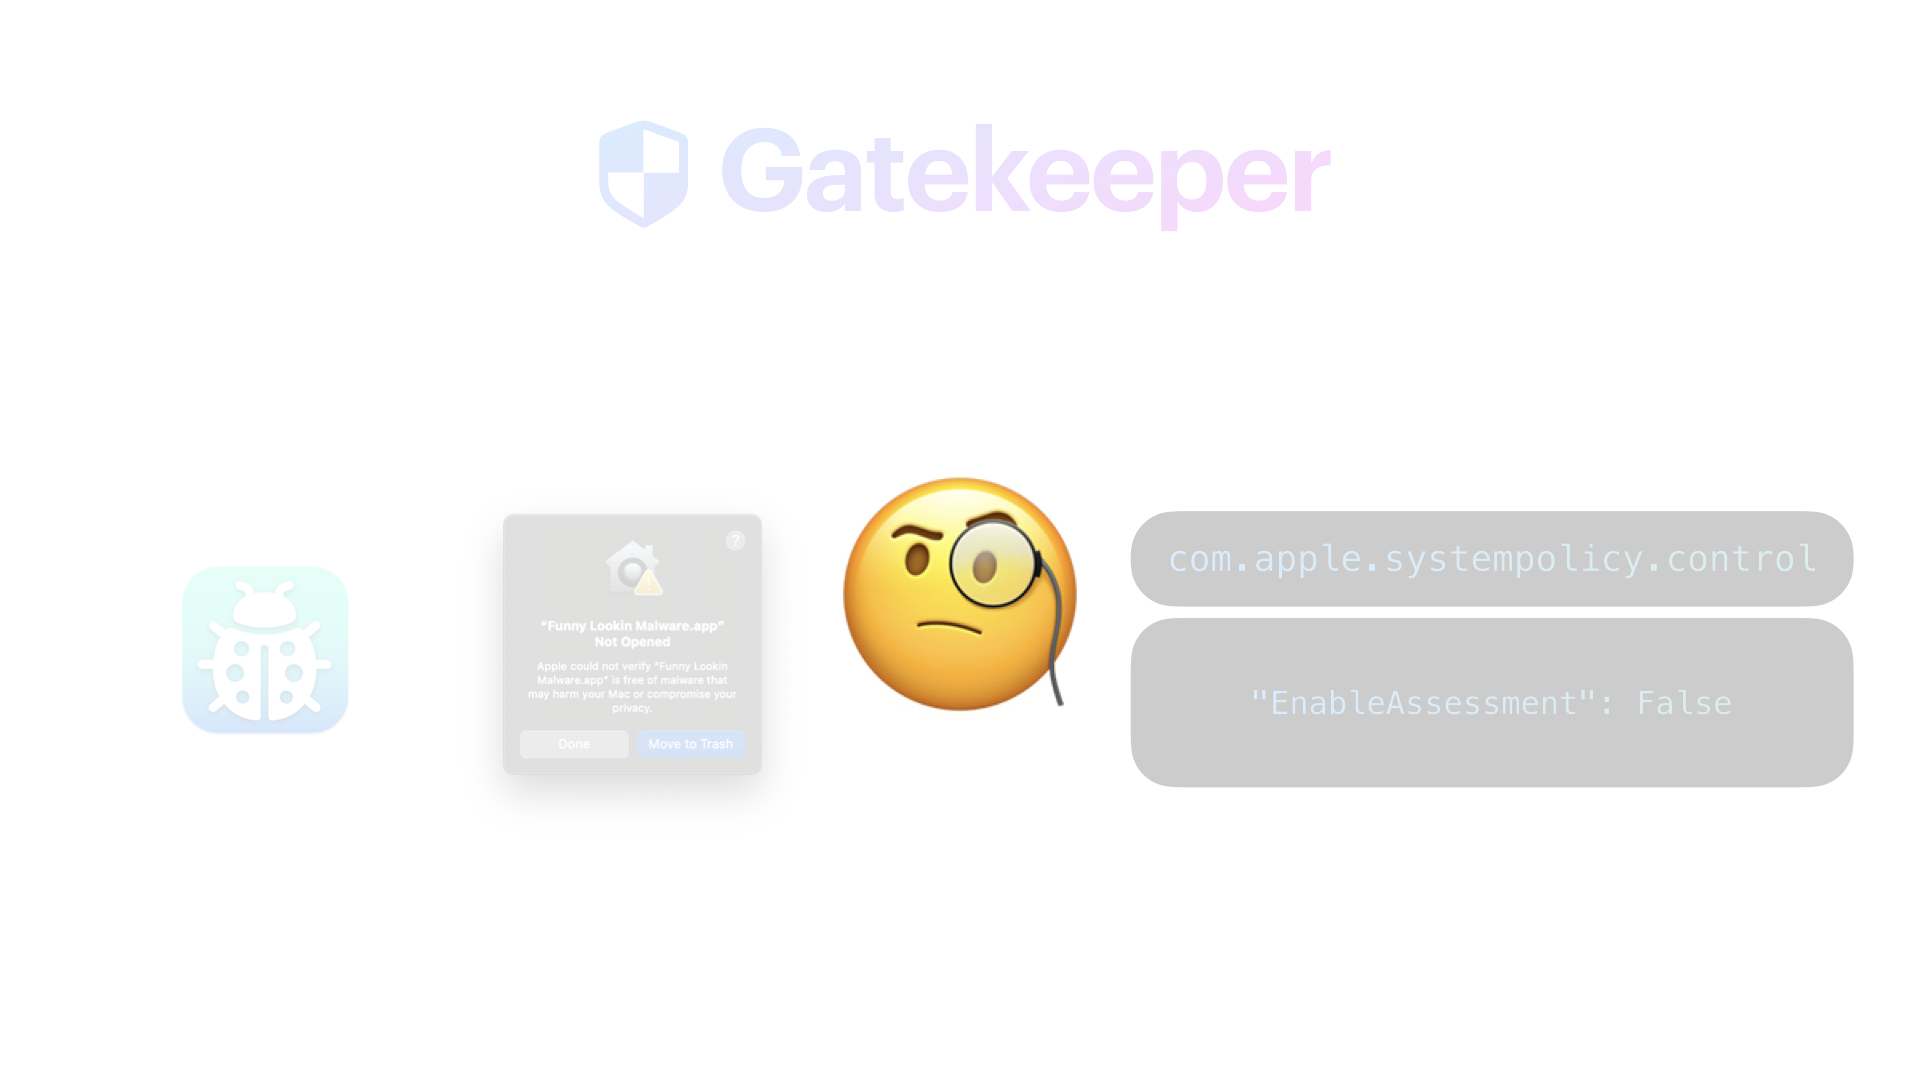 Gatekeeper
?
“Funny Lookin Malware.app”
Not Opened
Apple could not verify “Funny Lookin
Malware.app” is free of malware that
may harm your Mac or compromise your
privacy.
Done
Move to Trash
com.apple.systempolicy.control
"EnableAssessment": False